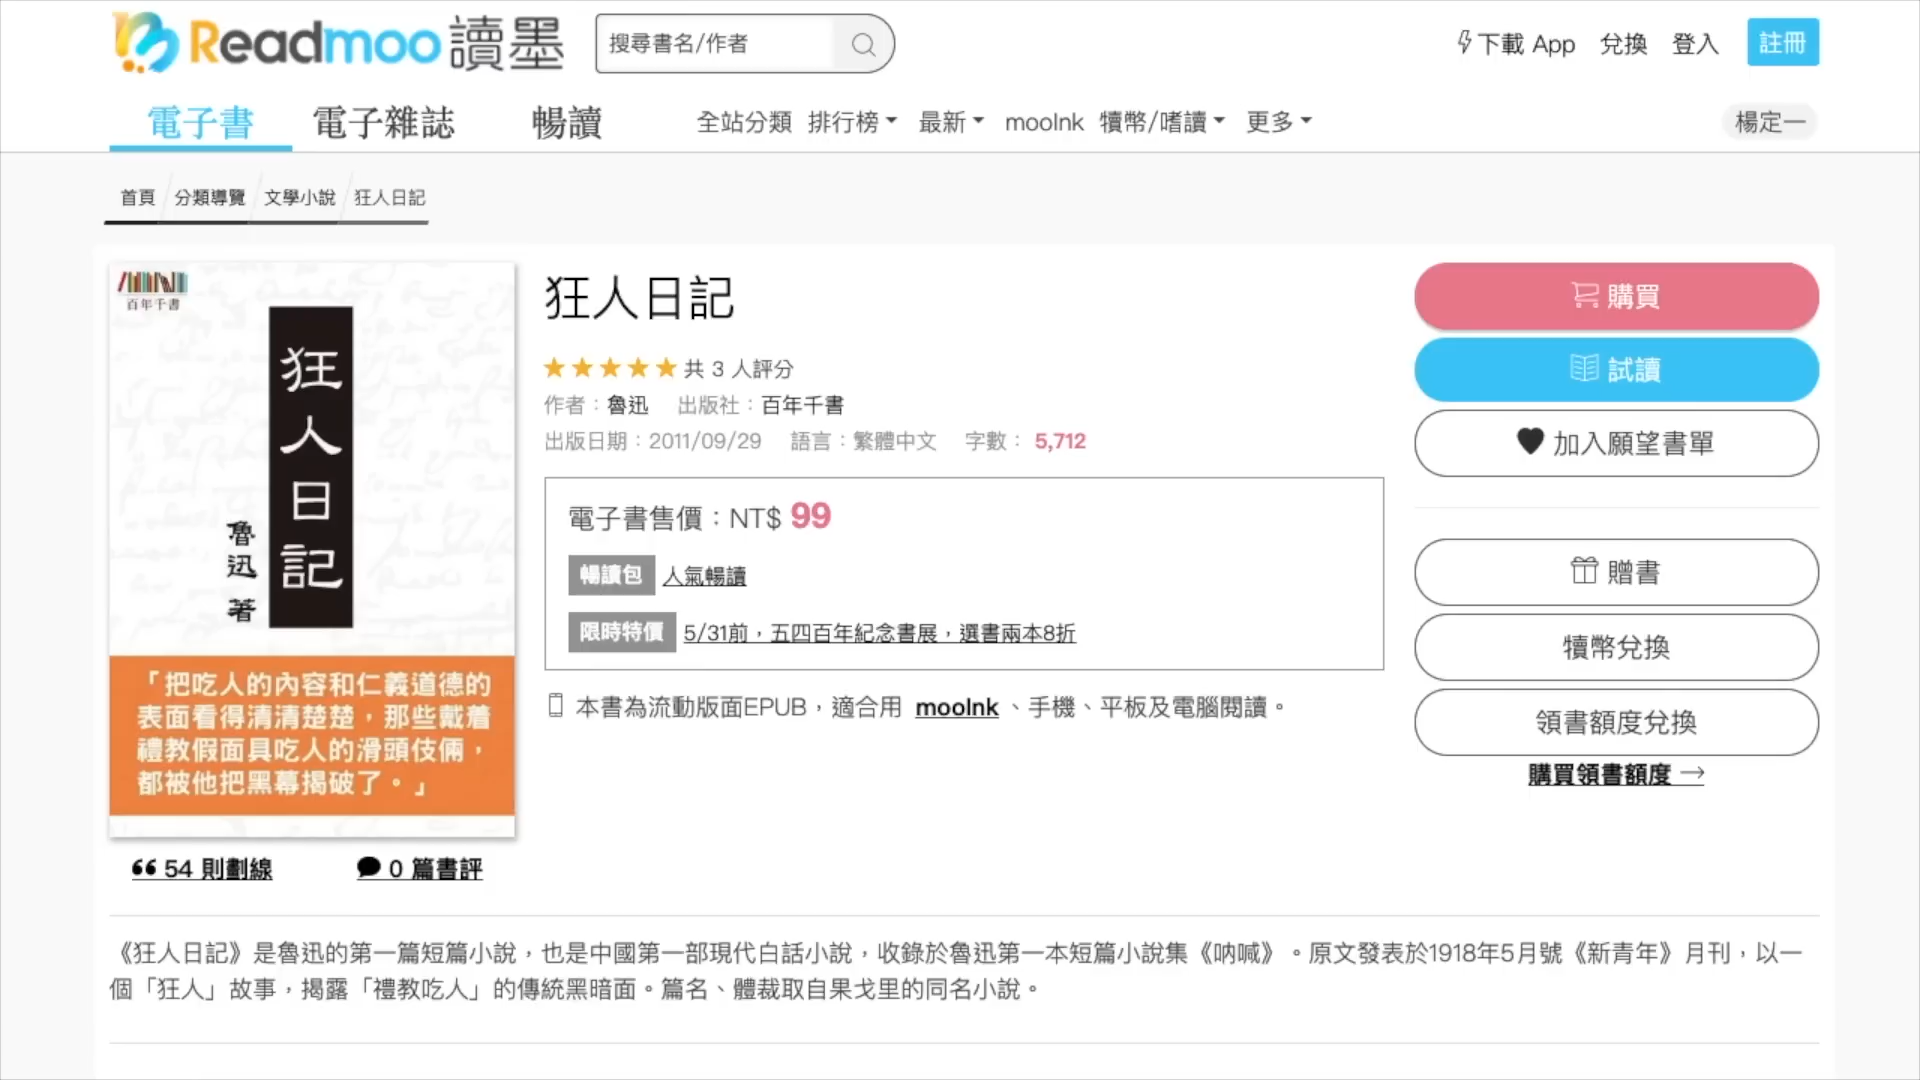 Readmoo 讀墨
搜尋書名/作者
下載 App 兌換 登入 註冊
電子書 電子雜誌 暢讀 全站分類 排行榜 最新 mooInk 犢幣/嗜讀 更多 楊定一
首頁 分類導覽 文學小說 狂人日記
百年千書
狂人日記
魯迅 著
「把吃人的內容和仁義道德的
表面看得清清楚楚,那些戴着
禮教假面具吃人的滑頭伎倆,
都被他把黑幕揭破了。」
54 則劃線 0 篇書評
狂人日記
共 3 人評分
作者:魯迅 出版社:百年千書
出版日期:2011/09/29 語言:繁體中文 字數: 5,712
電子書售價:NT$ 99
暢讀包 人氣暢讀
限時特價 5/31前,五四百年紀念書展,選書兩本8折
本書為流動版面EPUB,適合用 mooInk 、手機、平板及電腦閱讀。
購買
試讀
加入願望書單
贈書
犢幣兌換
領書額度兌換
購買領書額度 →
《狂人日記》是魯迅的第一篇短篇小說,也是中國第一部現代白話小說,收錄於魯迅第一本短篇小說集《吶喊》。原文發表於1918年5月號《新青年》月刊,以一
個「狂人」故事,揭露「禮教吃人」的傳統黑暗面。篇名、體裁取自果戈里的同名小說。